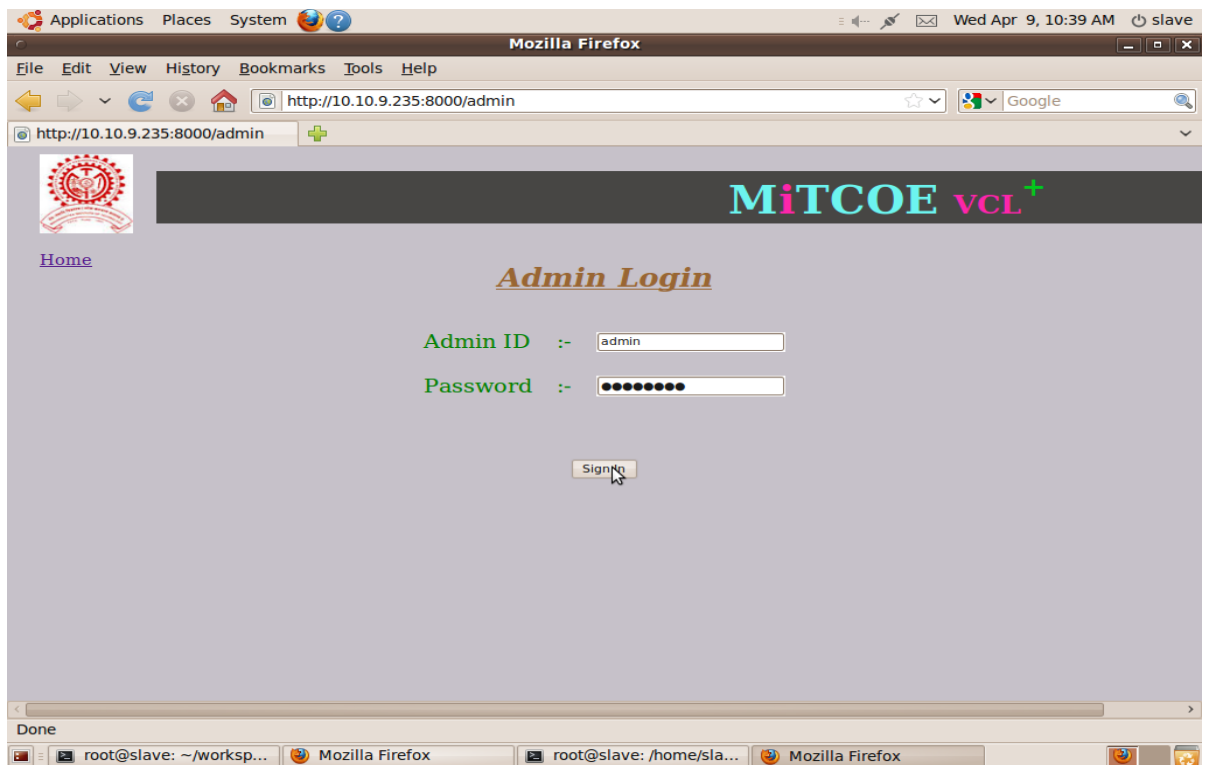 Applications Places System ? Wed Apr 9, 10:39 AM slave
Mozilla Firefox
File Edit View History Bookmarks Tools Help
http://10.10.9.235:8000/admin Google
http://10.10.9.235:8000/admin
MiTCOE VCL+
Home
Admin Login
Admin ID :- admin
Password :- ●●●●●●●●
Sign In
Done
root@slave: ~/worksp... Mozilla Firefox root@slave: /home/sla... Mozilla Firefox